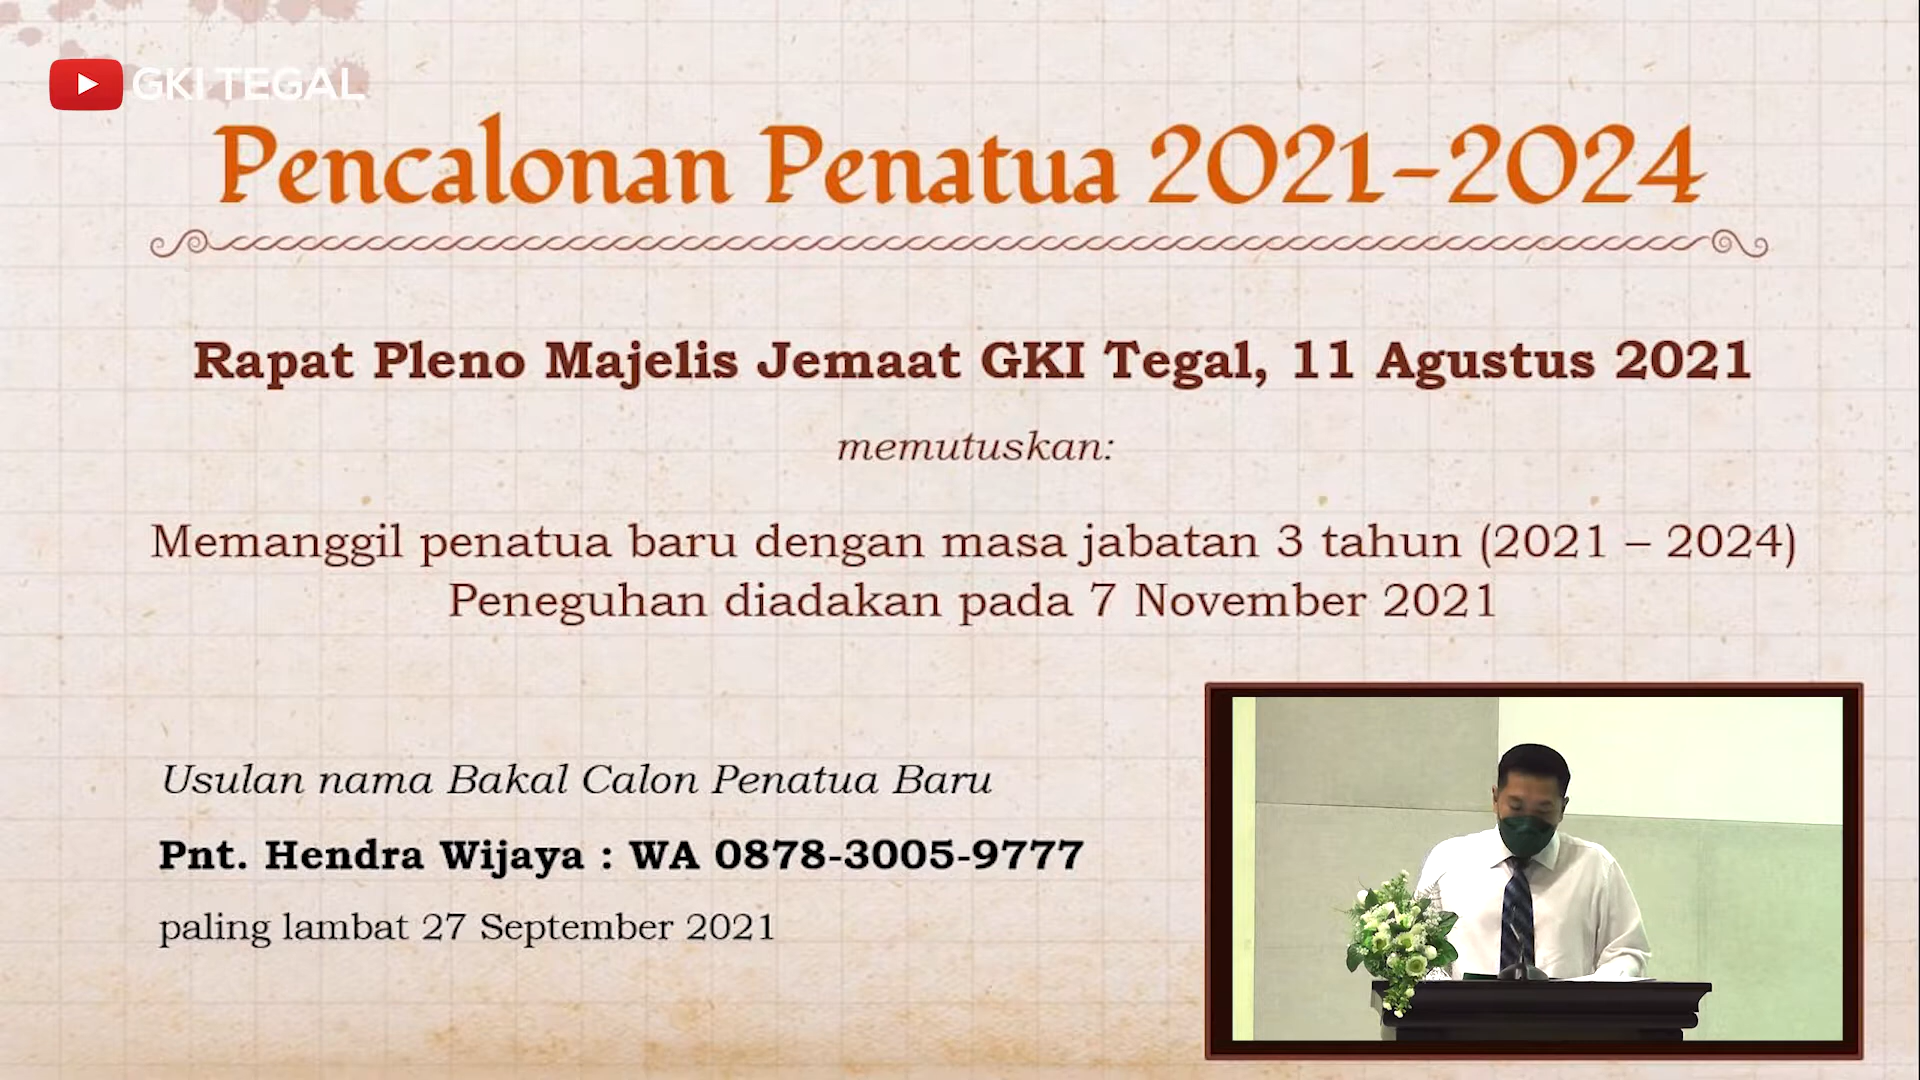 GKI TEGAL
Pencalonan Penatua 2021-2024
Rapat Pleno Majelis Jemaat GKI Tegal, 11 Agustus 2021
memutuskan:
Memanggil penatua baru dengan masa jabatan 3 tahun (2021 – 2024)
Peneguhan diadakan pada 7 November 2021
Usulan nama Bakal Calon Penatua Baru
Pnt. Hendra Wijaya : WA 0878-3005-9777
paling lambat 27 September 2021